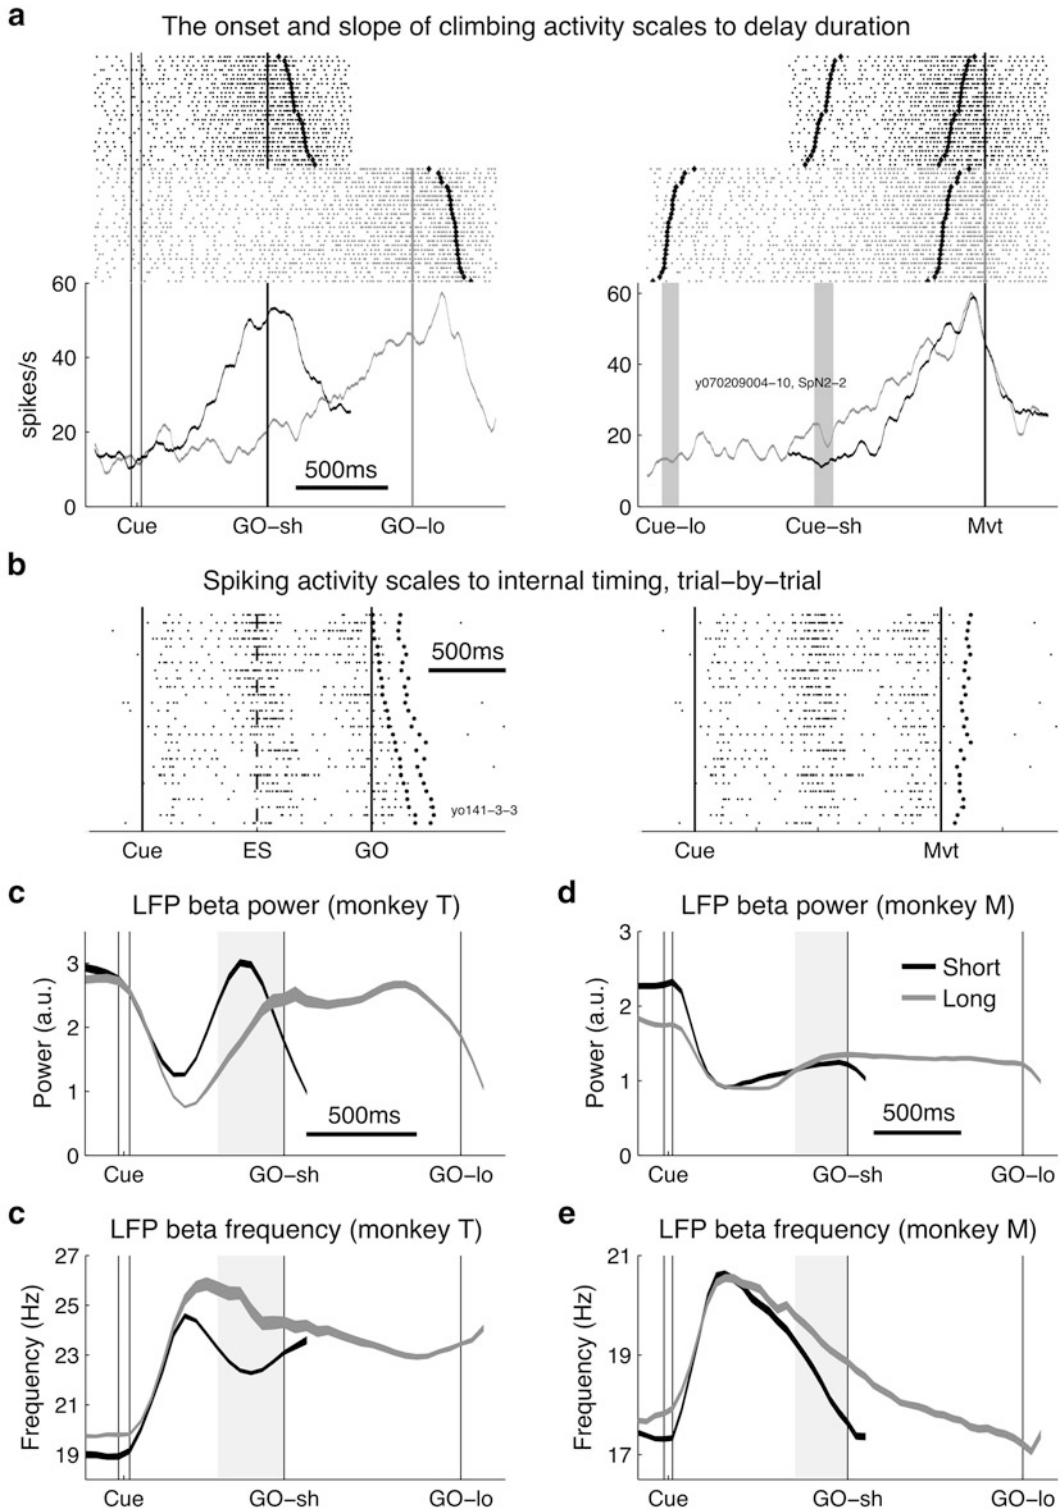 a
The onset and slope of climbing activity scales to delay duration
60
40
20
0
spikes/s
500ms
Cue
GO-sh
GO-lo
60
40
20
0
y070209004-10, SpN2-2
Cue-lo
Cue-sh
Mvt
b
Spiking activity scales to internal timing, trial-by-trial
500ms
yo141-3-3
Cue
ES
GO
Cue
Mvt
c
LFP beta power (monkey T)
3
2
1
0
Power (a.u.)
500ms
Cue
GO-sh
GO-lo
d
LFP beta power (monkey M)
3
2
1
0
Power (a.u.)
Short
Long
500ms
Cue
GO-sh
GO-lo
c
LFP beta frequency (monkey T)
27
25
23
21
19
Frequency (Hz)
Cue
GO-sh
GO-lo
e
LFP beta frequency (monkey M)
21
19
17
Frequency (Hz)
Cue
GO-sh
GO-lo